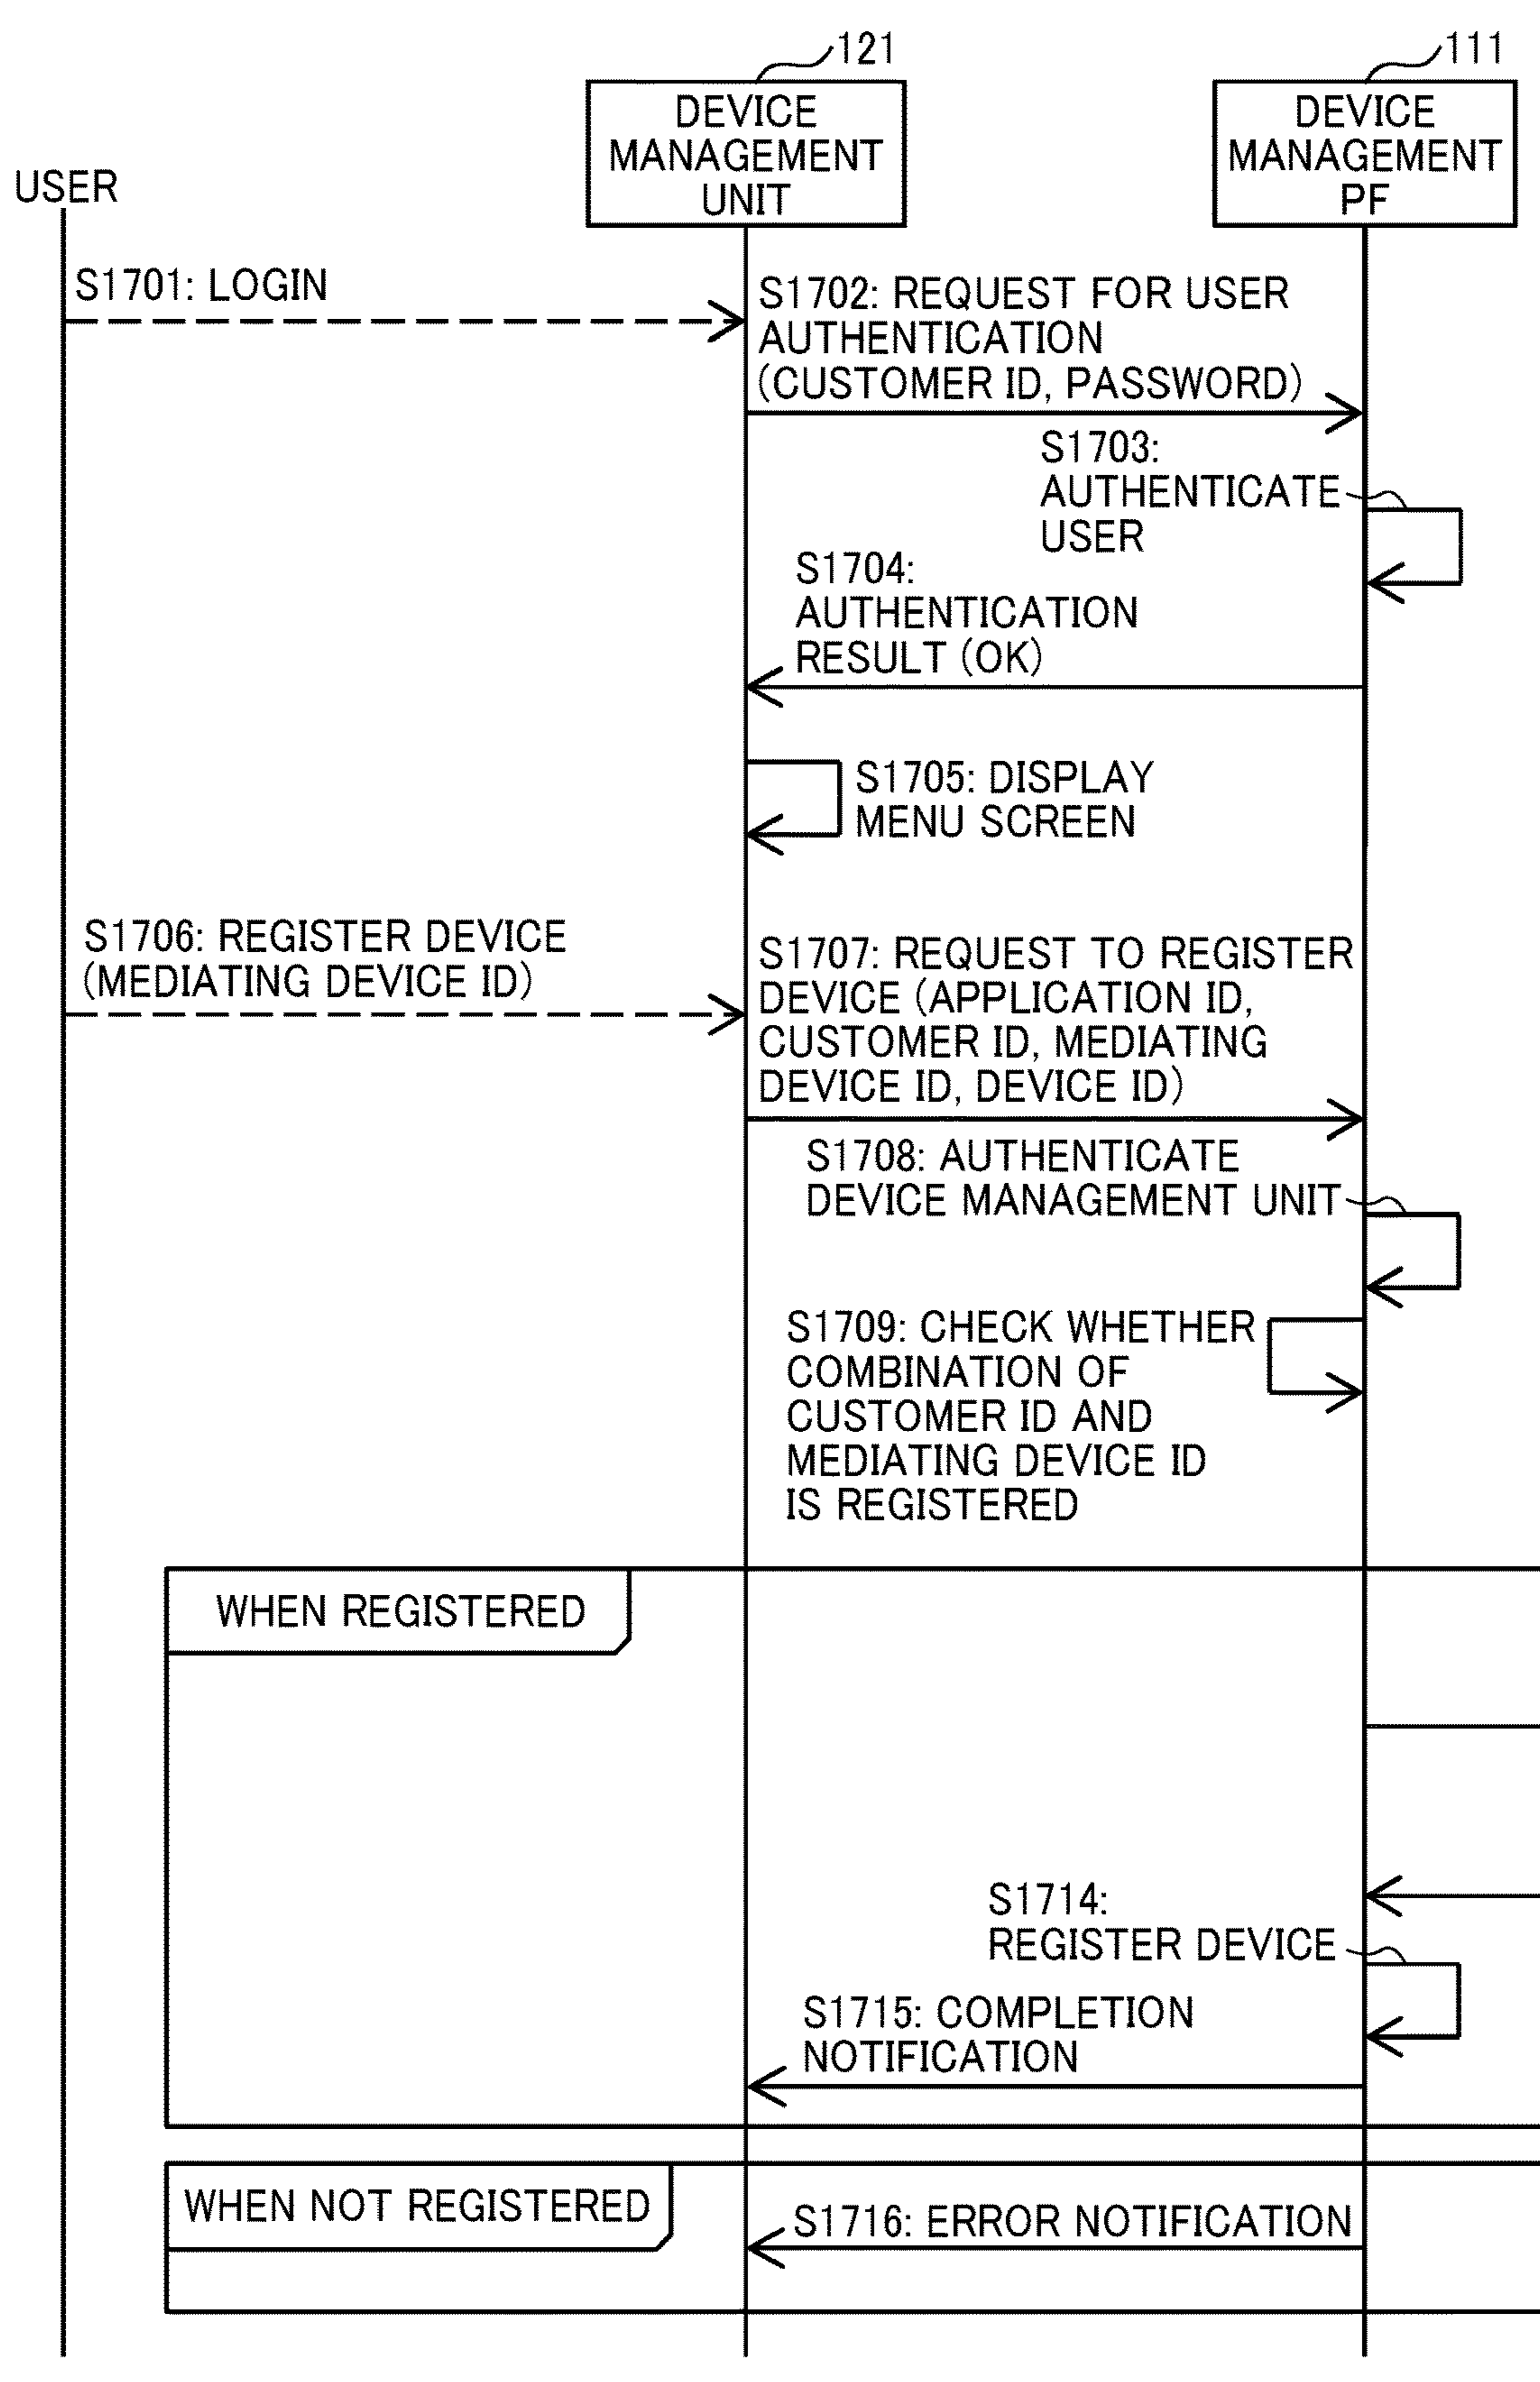 121
111
DEVICE
MANAGEMENT
UNIT
DEVICE
MANAGEMENT
PF
USER
S1701: LOGIN
S1702: REQUEST FOR USER
AUTHENTICATION
(CUSTOMER ID, PASSWORD)
S1703:
AUTHENTICATE
USER
S1704:
AUTHENTICATION
RESULT (OK)
S1705: DISPLAY
MENU SCREEN
S1706: REGISTER DEVICE
(MEDIATING DEVICE ID)
S1707: REQUEST TO REGISTER
DEVICE (APPLICATION ID,
CUSTOMER ID, MEDIATING
DEVICE ID, DEVICE ID)
S1708: AUTHENTICATE
DEVICE MANAGEMENT UNIT
S1709: CHECK WHETHER
COMBINATION OF
CUSTOMER ID AND
MEDIATING DEVICE ID
IS REGISTERED
WHEN REGISTERED
S1714:
REGISTER DEVICE
S1715: COMPLETION
NOTIFICATION
WHEN NOT REGISTERED
S1716: ERROR NOTIFICATION